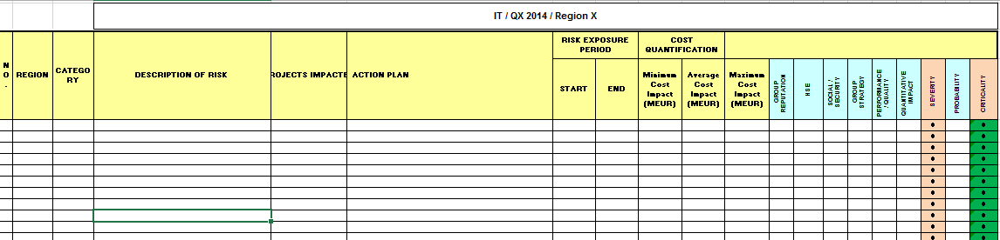 IT / QX 2014 / Region X
N
O
.
REGION
CATEGO
RY
DESCRIPTION OF RISK
ROJECTS IMPACTE
ACTION PLAN
RISK EXPOSURE
PERIOD
START
END
COST
QUANTIFICATION
Minimum
Cost
Impact
(MEUR)
Average
Cost
Impact
(MEUR)
Maximum
Cost
Impact
(MEUR)
GROUP
REPUTATION
HSE
SOCIAL /
SECURITY
GROUP
STRATEGY
PERFORMANCE
/ QUALITY
QUANTITATIVE
IMPACT
SEVERITY
PROBABILITY
CRITICALITY